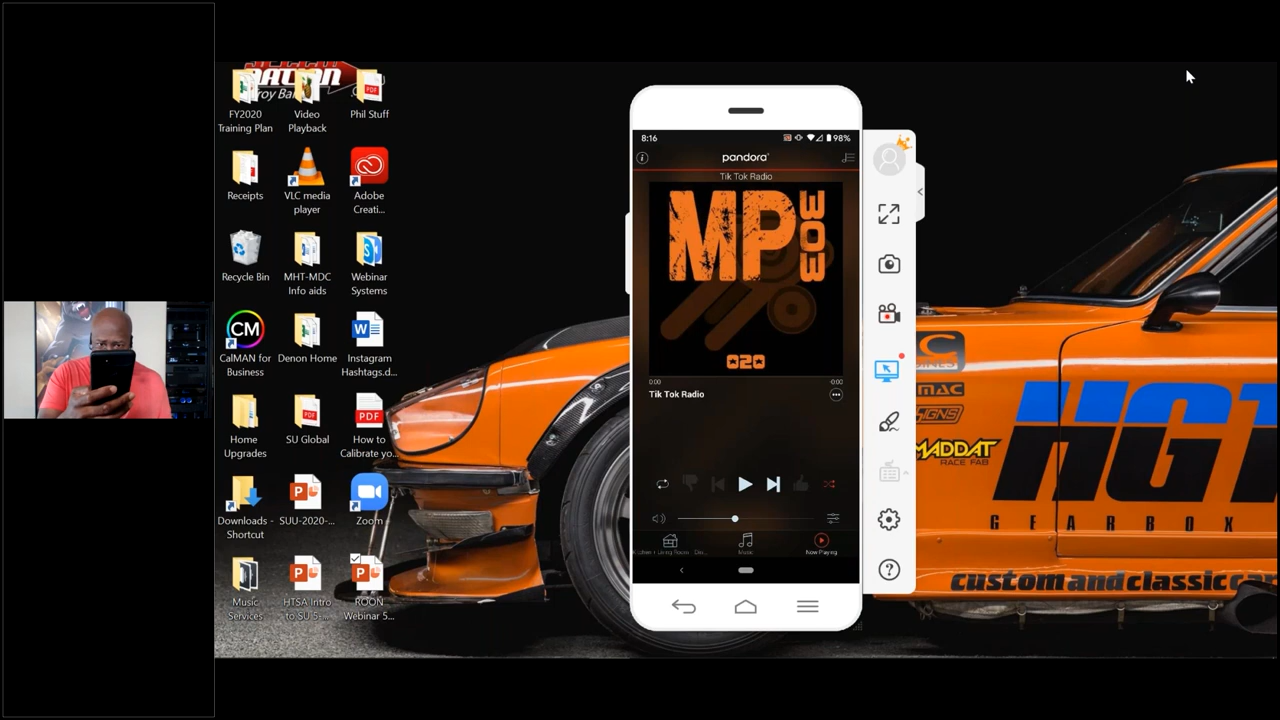 FY2020
Training Plan
Video
Playback
Phil Stuff
Receipts
VLC media
player
Adobe
Creati...
Recycle Bin
MHT-MDC
Info aids
Webinar
Systems
CM
CalMAN for
Business
Denon Home
Instagram
Hashtags.d...
Home
Upgrades
SU Global
How to
Calibrate yo...
Downloads -
Shortcut
SUU-2020-...
Zoom
Music
Services
HTSA Intro
to SU 5-...
ROON
Webinar 5...
8:16
98%
pandora
Tik Tok Radio
MP
303
020
0:00
-0:00
Tik Tok Radio
Music
Now Playing
MADDAT
RACE FAB
HGT
GEARBOX
custom and classic car